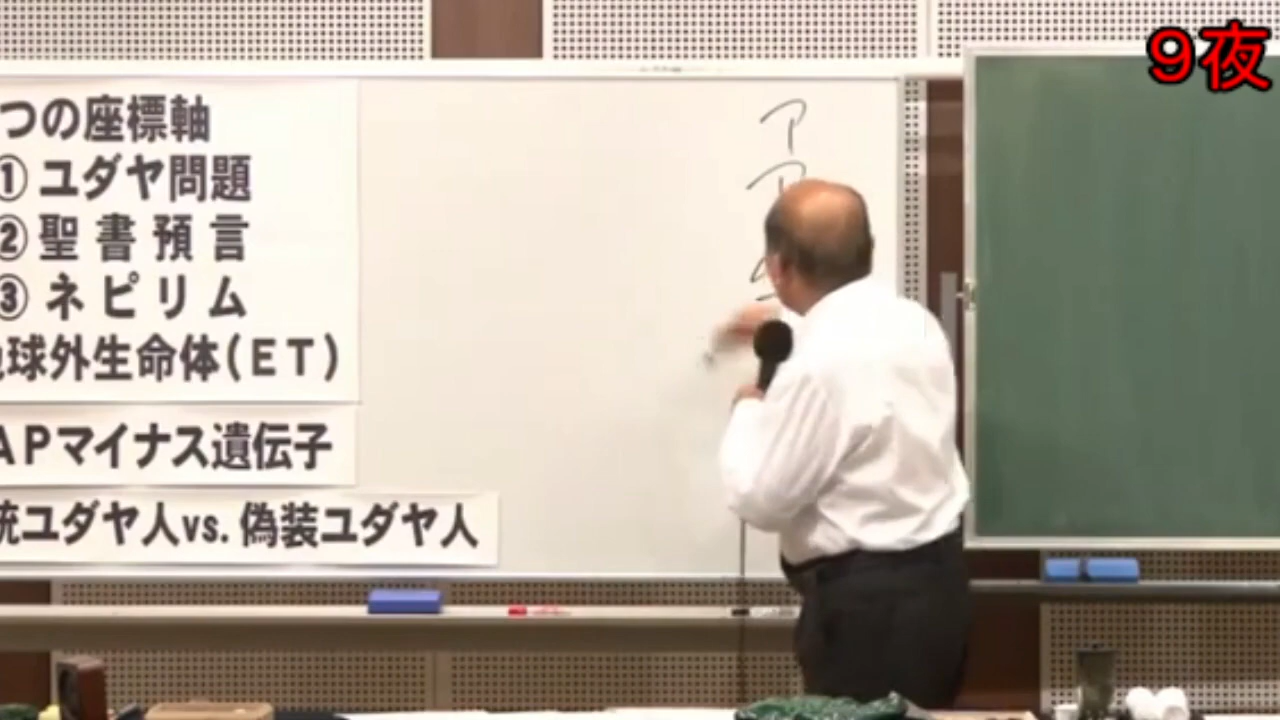 9夜
つの座標軸
① ユダヤ問題
② 聖書預言
③ ネピリム
球外生命体(ET)
APマイナス遺伝子
統ユダヤ人vs. 偽装ユダヤ人
ア